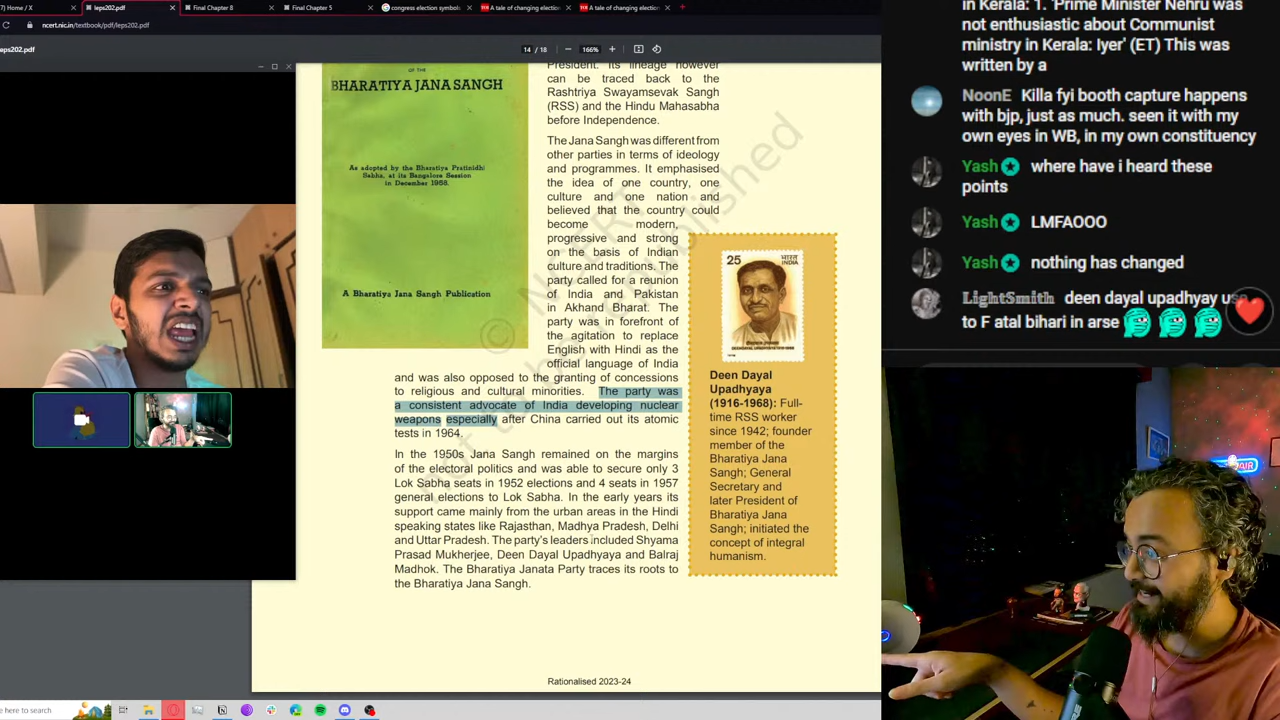 ) Home / X
leps202.pdf
Final Chapter 8
Final Chapter 5
congress election symbols
A tale of changing election
A tale of changing election
ncert.nic.in/textbook/pdf/leps202.pdf
eps202.pdf
14 / 18
166%
OF THE
BHARATIYA JANA SANGH
As adopted by the Bharatiya Pratinidhi
Sabha, at its Bangalore Session
in December 1958.
A Bharatiya Jana Sangh Publication
President. Its lineage however
can be traced back to the
Rashtriya Swayamsevak Sangh
(RSS) and the Hindu Mahasabha
before Independence.
The Jana Sangh was different from
other parties in terms of ideology
and programmes. It emphasised
the idea of one country, one
culture and one nation and
believed that the country could
become modern,
progressive and strong
on the basis of Indian
culture and traditions. The
party called for a reunion
of India and Pakistan
in Akhand Bharat. The
party was in forefront of
the agitation to replace
English with Hindi as the
official language of India
and was also opposed to the granting of concessions
to religious and cultural minorities. The party was
a consistent advocate of India developing nuclear
weapons especially after China carried out its atomic
tests in 1964.
In the 1950s Jana Sangh remained on the margins
of the electoral politics and was able to secure only 3
Lok Sabha seats in 1952 elections and 4 seats in 1957
general elections to Lok Sabha. In the early years its
support came mainly from the urban areas in the Hindi
speaking states like Rajasthan, Madhya Pradesh, Delhi
and Uttar Pradesh. The party's leaders included Shyama
Prasad Mukherjee, Deen Dayal Upadhyaya and Balraj
Madhok. The Bharatiya Janata Party traces its roots to
the Bharatiya Jana Sangh.
25 भारत
INDIA
Deen Dayal
Upadhyaya
(1916-1968): Full-
time RSS worker
since 1942; founder
member of the
Bharatiya Jana
Sangh; General
Secretary and
later President of
Bharatiya Jana
Sangh; initiated the
concept of integral
humanism.
© NCERT
not to be republished
Rationalised 2023-24
in Kerala: 1. 'Prime Minister Nehru was
not enthusiastic about Communist
ministry in Kerala: Iyer' (ET) This was
written by a
NoonE Killa fyi booth capture happens
with bjp, just as much. seen it with my
own eyes in WB, in my own constituency
Yash where have i heard these
points
Yash LMFAOOO
Yash nothing has changed
LightSmith deen dayal upadhyay use
to F atal bihari in arse
AIR
here to search